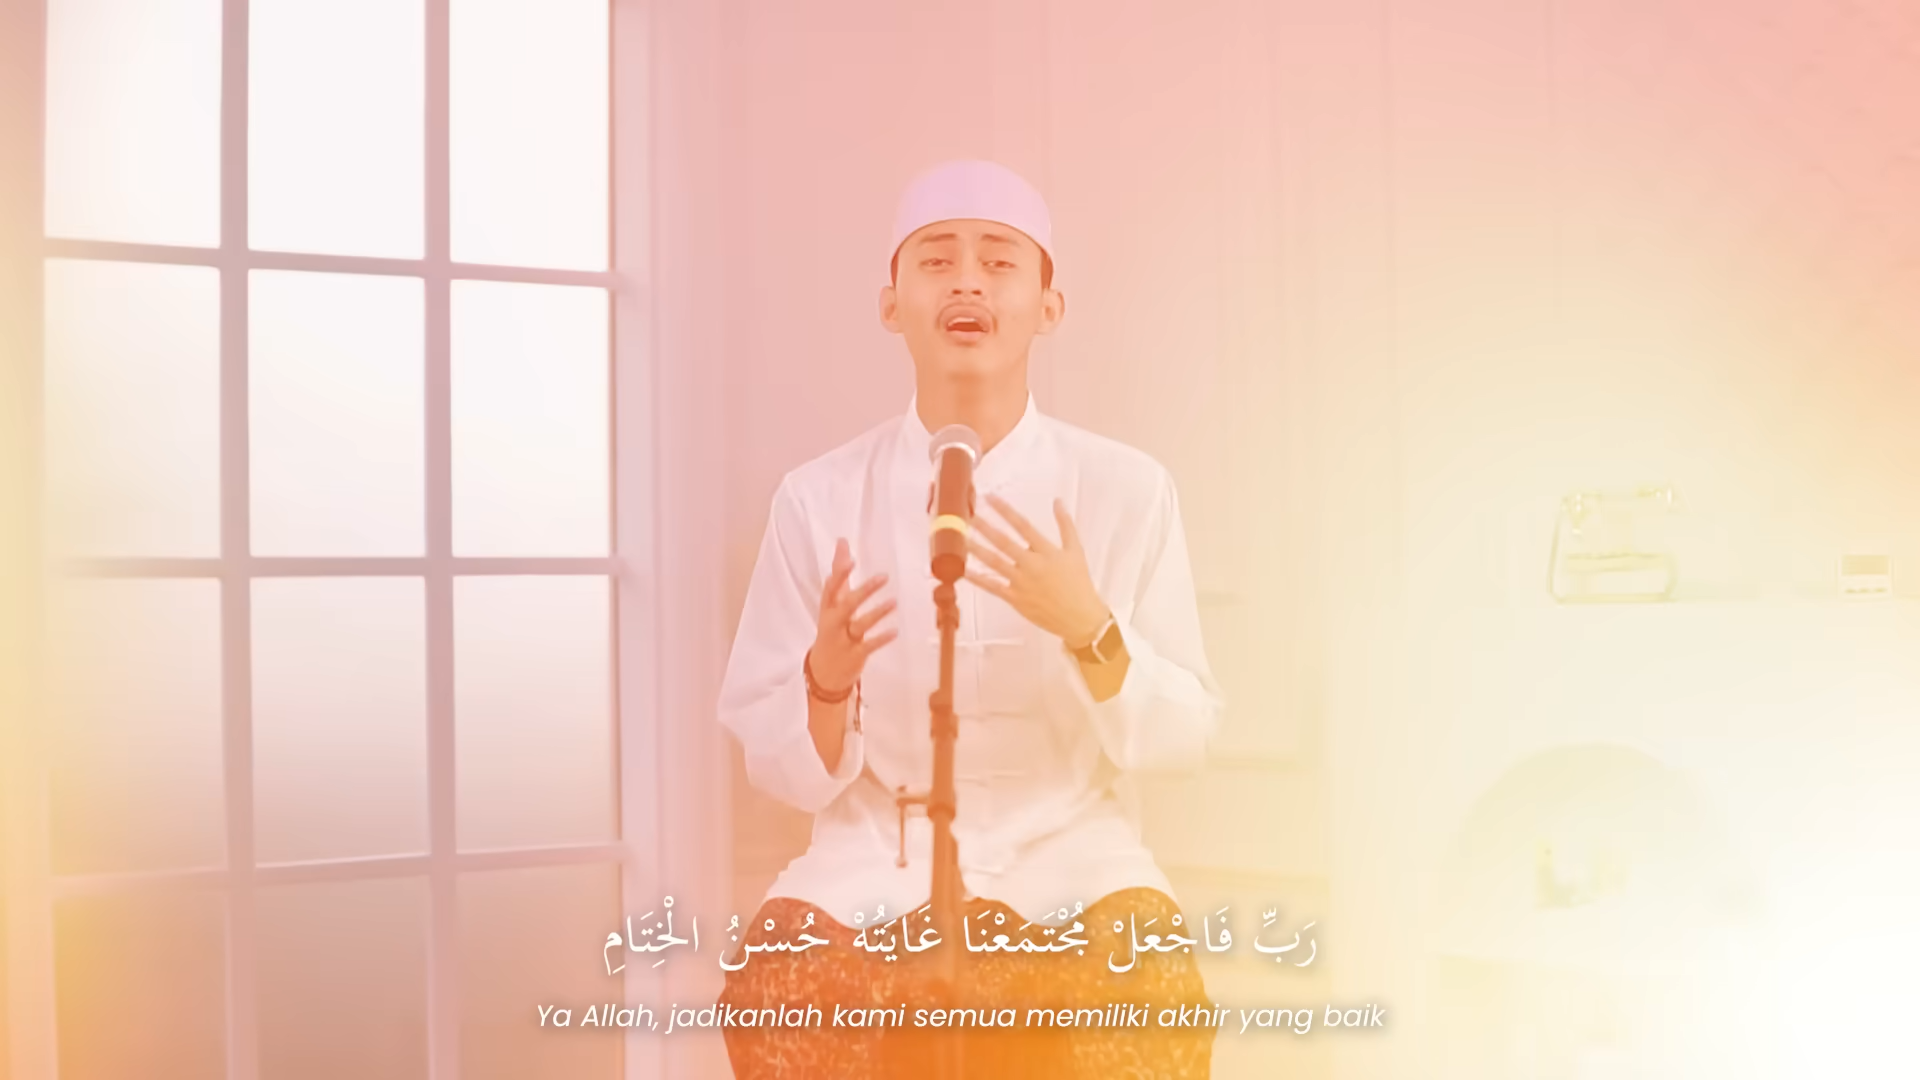 رَبِّ فَاجْعَلْ مُجْتَمَعْنَا غَايَتُهْ حُسْنُ الْخِتَامِ
Ya Allah, jadikanlah kami semua memiliki akhir yang baik